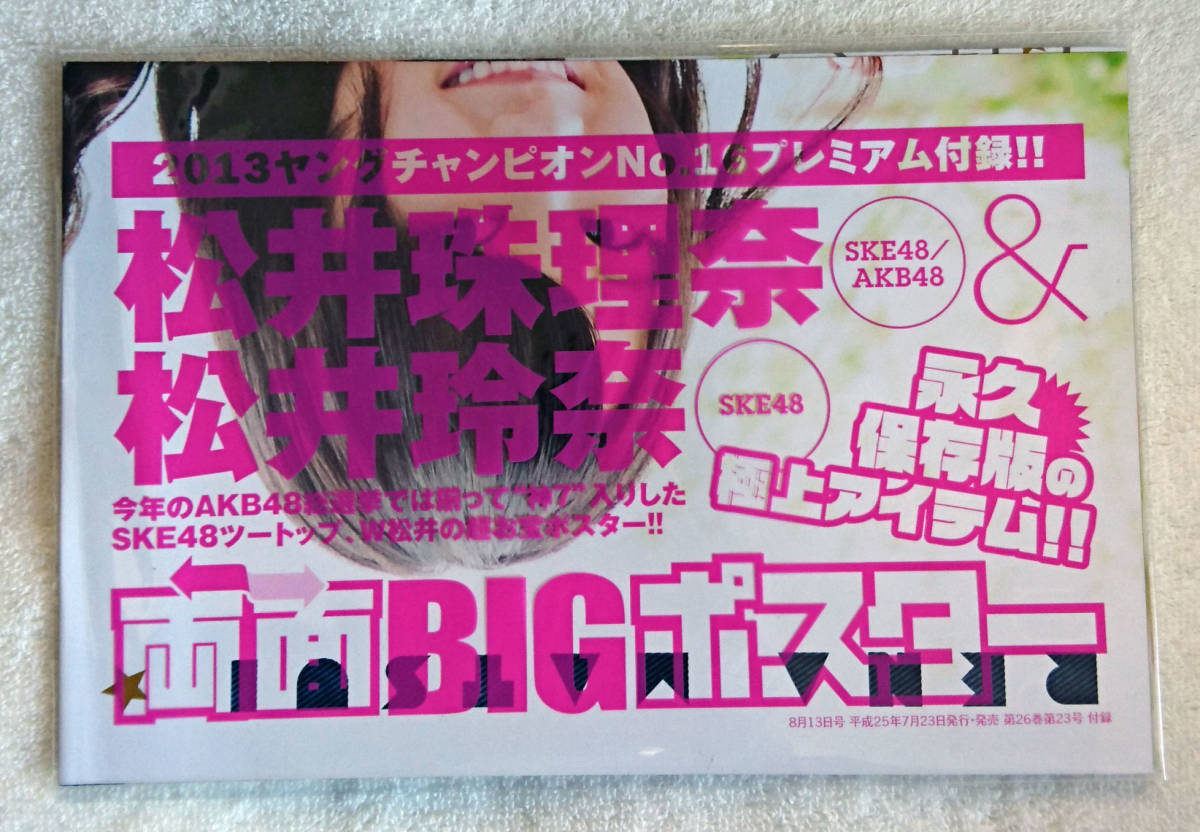 2013ヤングチャンピオンNo.16プレミアム付録!!
松井珠理奈
SKE48/
AKB48
&
松井玲奈
SKE48
永久
保存版の
極上アイテム!!
今年のAKB48総選挙では揃って"神7"入りした
SKE48ツートップ、W松井の超お宝ポスター!!
両面BIGポスター
8月13日号 平成25年7月23日発行・発売 第26巻第23号 付録